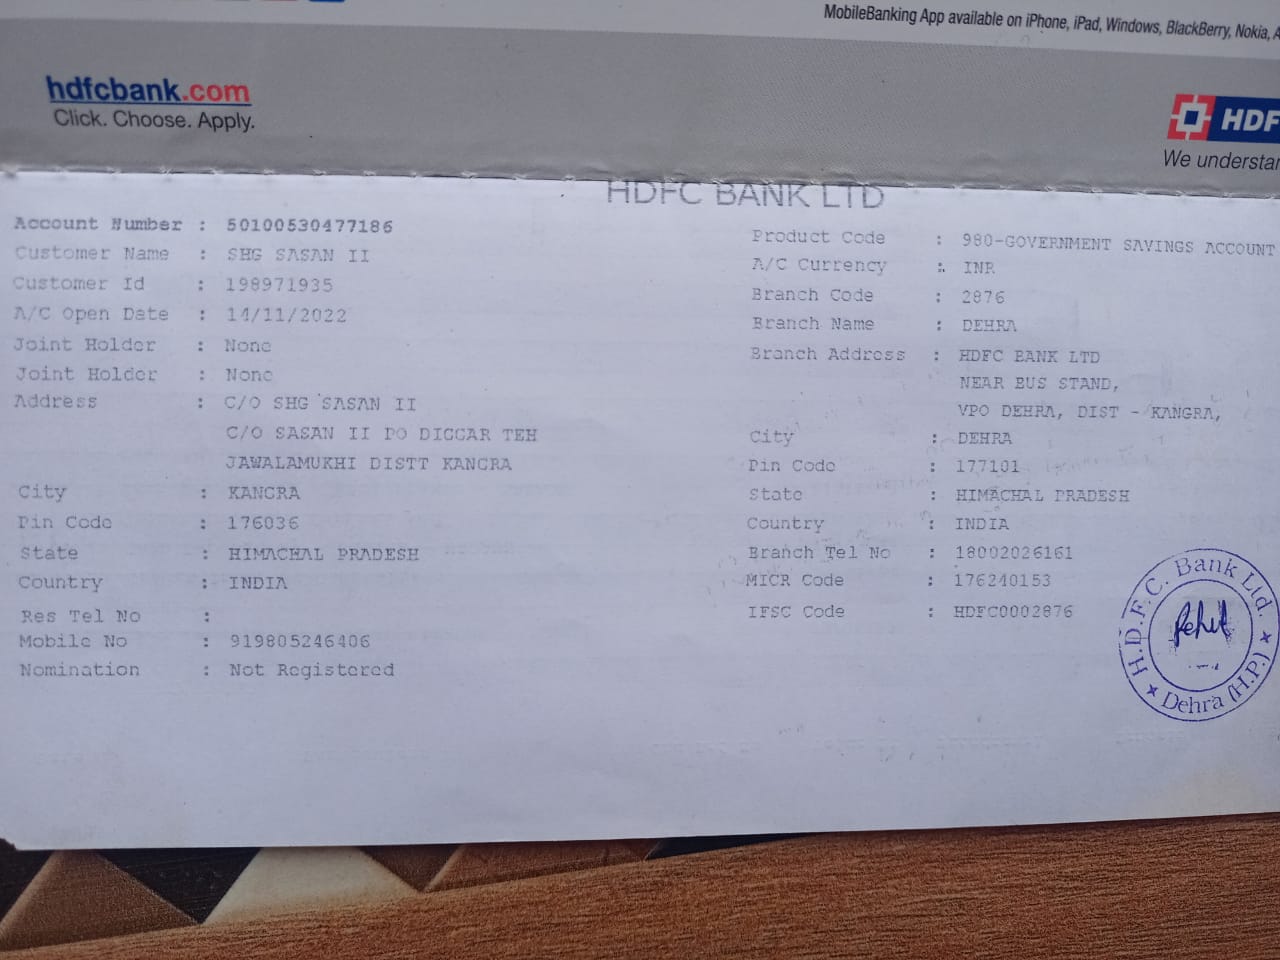 MobileBanking App available on iPhone, iPad, Windows, BlackBerry, Nokia, A
hdfcbank.com
Click. Choose. Apply.
HDF
We understan
HDFC BANK LTD
Account Number : 50100530477186
Customer Name : SHG SASAN II
Customer Id : 198971935
A/C Open Date : 14/11/2022
Joint Holder : None
Joint Holder : None
Address : C/O SHG SASAN II
C/O SASAN II PO DIGGAR TEH
JAWALAMUKHI DISTT KANGRA
City : KANGRA
Pin Code : 176036
State : HIMACHAL PRADESH
Country : INDIA
Res Tel No :
Mobile No : 919805246406
Nomination : Not Registered
Product Code : 980-GOVERNMENT SAVINGS ACCOUNT
A/C Currency : INR
Branch Code : 2876
Branch Name : DEHRA
Branch Address : HDFC BANK LTD
NEAR BUS STAND,
VPO DEHRA, DIST - KANGRA,
City : DEHRA
Pin Code : 177101
State : HIMACHAL PRADESH
Country : INDIA
Branch Tel No : 18002026161
MICR Code : 176240153
IFSC Code : HDFC0002876
H.D.F.C. Bank Ltd.
Dehra (H.P.)